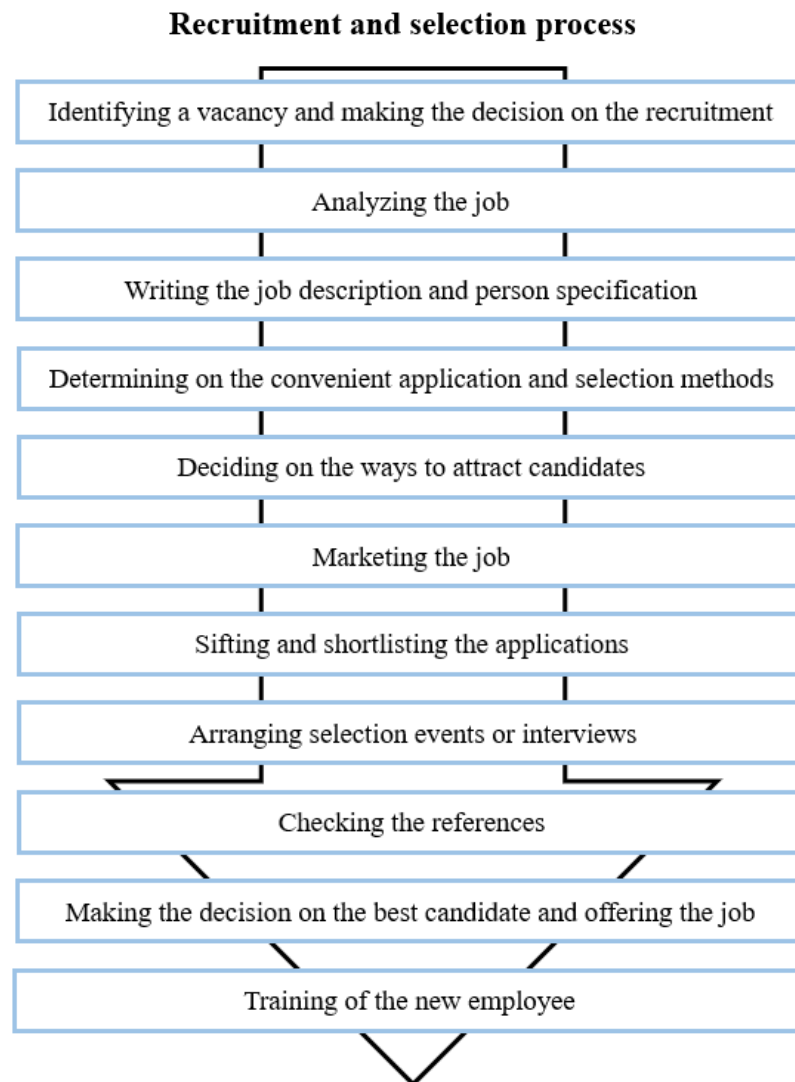 Recruitment and selection process
Identifying a vacancy and making the decision on the recruitment
Analyzing the job
Writing the job description and person specification
Determining on the convenient application and selection methods
Deciding on the ways to attract candidates
Marketing the job
Sifting and shortlisting the applications
Arranging selection events or interviews
Checking the references
Making the decision on the best candidate and offering the job
Training of the new employee